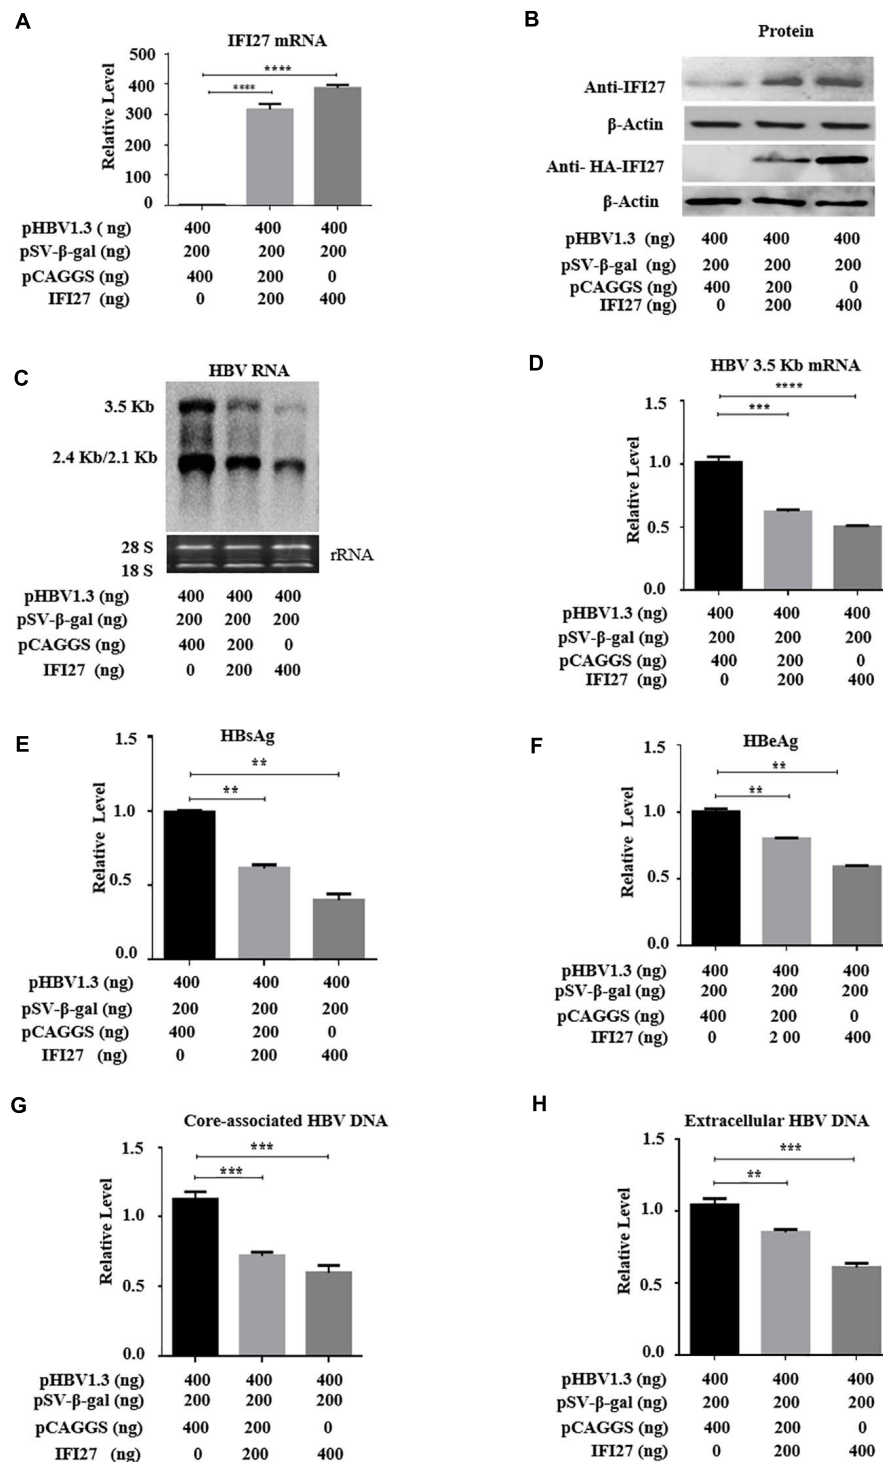 A
IFI27 mRNA
500
400
300
200
100
0
Relative Level
****
****
pHBV1.3 ( ng) 400 400 400
pSV-β-gal (ng) 200 200 200
pCAGGS (ng) 400 200 0
IFI27 (ng) 0 200 400
B
Protein
Anti-IFI27
β-Actin
Anti- HA-IFI27
β-Actin
pHBV1.3 (ng) 400 400 400
pSV-β-gal (ng) 200 200 200
pCAGGS (ng) 400 200 0
IFI27 (ng) 0 200 400
C
HBV RNA
3.5 Kb
2.4 Kb/2.1 Kb
28 S
18 S
rRNA
pHBV1.3 (ng) 400 400 400
pSV-β-gal (ng) 200 200 200
pCAGGS (ng) 400 200 0
IFI27 (ng) 0 200 400
D
HBV 3.5 Kb mRNA
1.5
1.0
0.5
0.0
Relative Level
****
***
pHBV1.3 (ng) 400 400 400
pSV-β-gal (ng) 200 200 200
pCAGGS (ng) 400 200 0
IFI27 (ng) 0 200 400
E
HBsAg
1.5
1.0
0.5
0.0
Relative Level
**
**
pHBV1.3 (ng) 400 400 400
pSV-β-gal (ng) 200 200 200
pCAGGS (ng) 400 200 0
IFI27 (ng) 0 200 400
F
HBeAg
1.5
1.0
0.5
0.0
Relative Level
**
**
pHBV1.3 (ng) 400 400 400
pSV-β-gal (ng) 200 200 200
pCAGGS (ng) 400 200 0
IFI27 (ng) 0 2 00 400
G
Core-associated HBV DNA
1.5
1.0
0.5
0.0
Relative Level
***
***
pHBV1.3 (ng) 400 400 400
pSV-β-gal (ng) 200 200 200
pCAGGS (ng) 400 200 0
IFI27 (ng) 0 200 400
H
Extracellular HBV DNA
1.5
1.0
0.5
0.0
Relative Level
***
**
pHBV1.3 (ng) 400 400 400
pSV-β-gal (ng) 200 200 200
pCAGGS (ng) 400 200 0
IFI27 (ng) 0 200 400